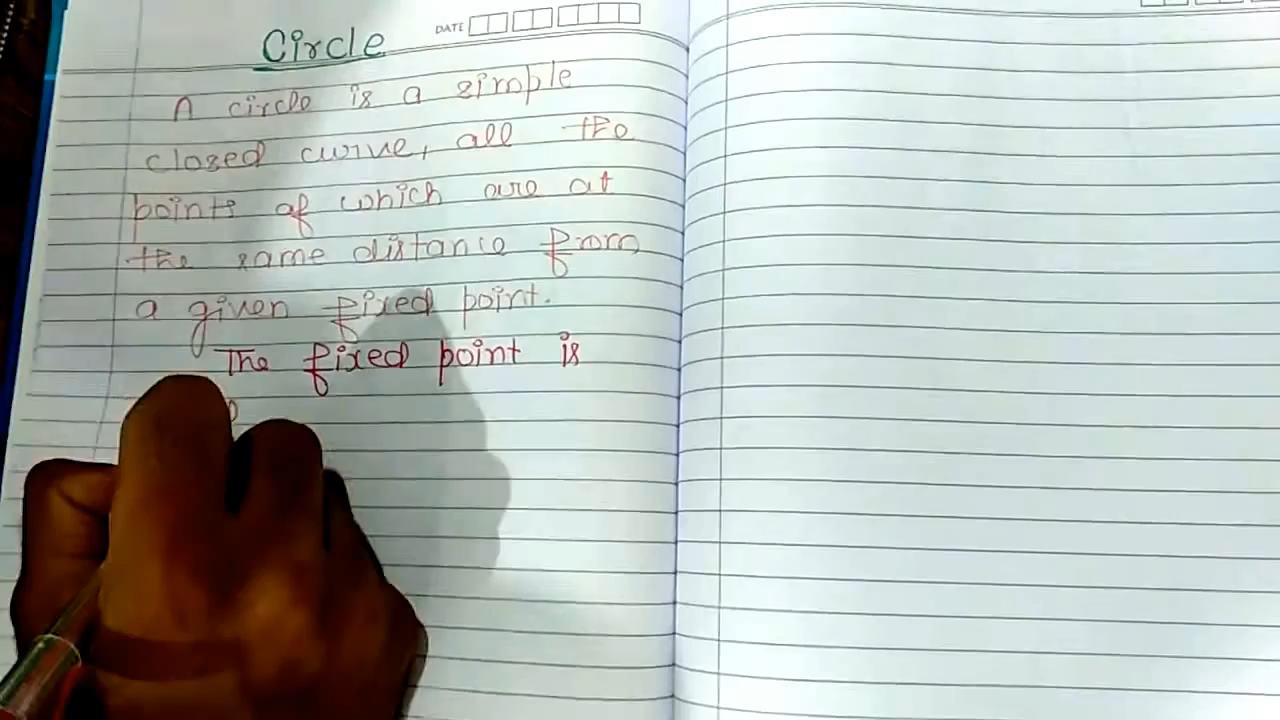 DATE
Circle
A circle is a simple
closed curve, all the
points of which are at
the same distance from
a given fixed point.
The fixed point is